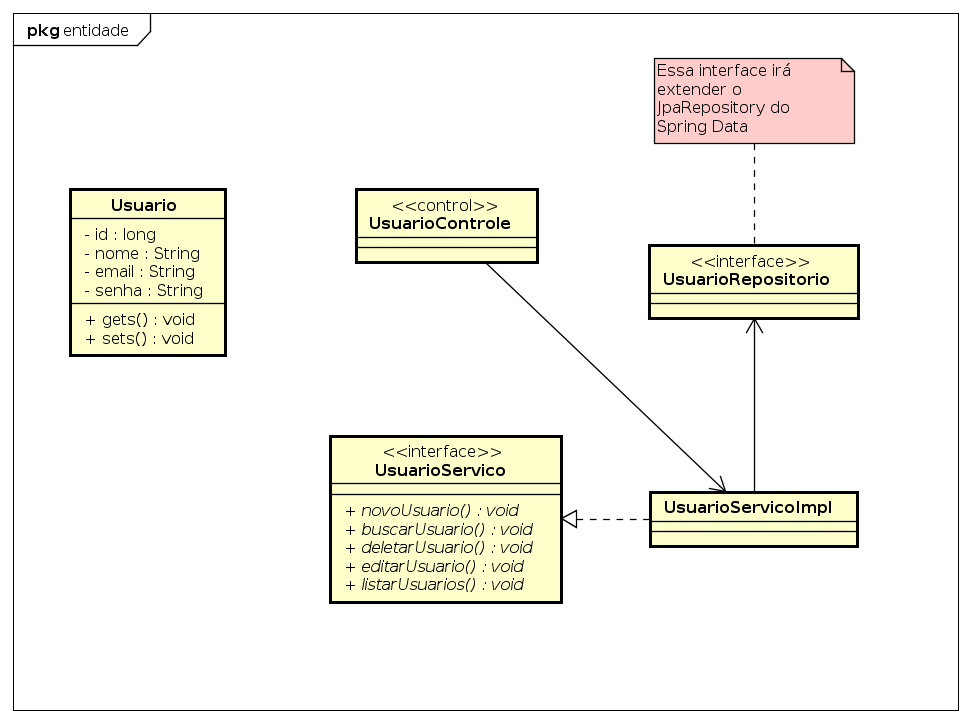 pkg entidade
Essa interface irá
extender o
JpaRepository do
Spring Data
Usuario
- id : long
- nome : String
- email : String
- senha : String
+ gets() : void
+ sets() : void
<<control>>
UsuarioControle
<<interface>>
UsuarioRepositorio
<<interface>>
UsuarioServico
+ novoUsuario() : void
+ buscarUsuario() : void
+ deletarUsuario() : void
+ editarUsuario() : void
+ listarUsuarios() : void
UsuarioServicoImpl